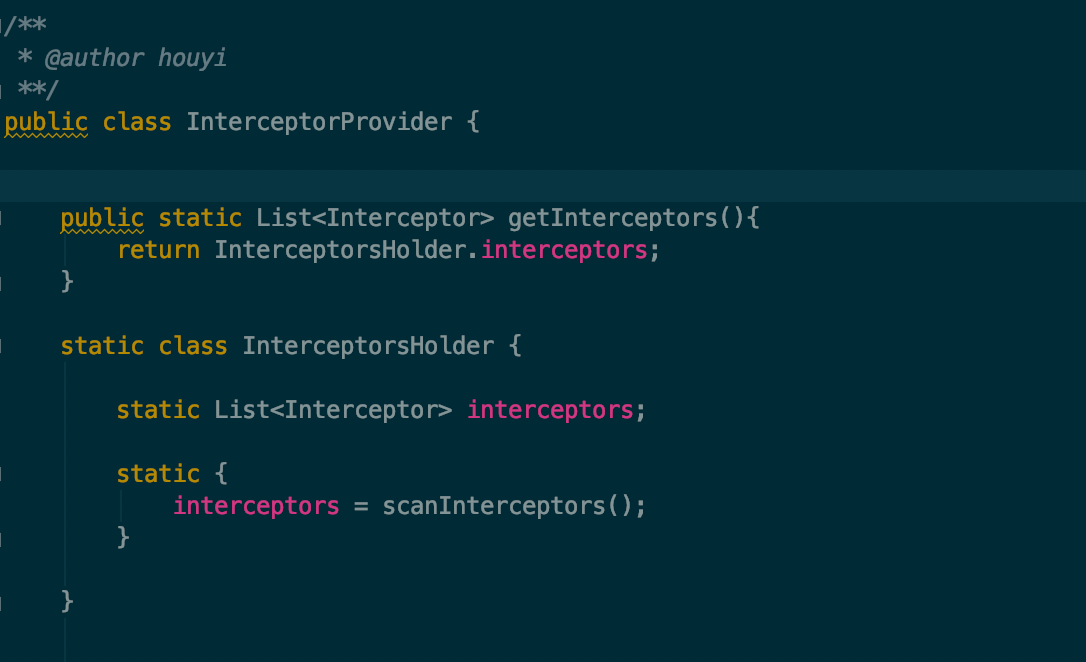 /**
 * @author houyi
 **/
public class InterceptorProvider {
    public static List<Interceptor> getInterceptors(){
        return InterceptorsHolder.interceptors;
    }
    static class InterceptorsHolder {
        static List<Interceptor> interceptors;
        static {
            interceptors = scanInterceptors();
        }
    }